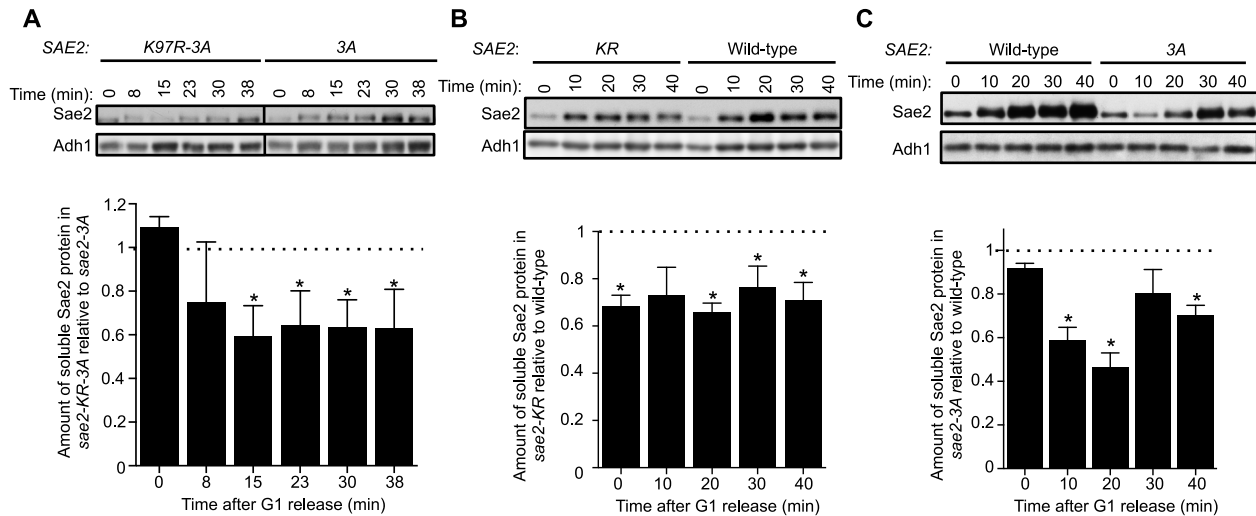 A
SAE2: K97R-3A 3A
Time (min): 0 8 15 23 30 38 0 8 15 23 30 38
Sae2
Adh1
Amount of soluble Sae2 protein in
sae2-KR-3A relative to sae2-3A
1.2
1
0.8
0.6
0.4
0.2
0
* * * *
0 8 15 23 30 38
Time after G1 release (min)
B
SAE2: KR Wild-type
Time (min): 0 10 20 30 40 0 10 20 30 40
Sae2
Adh1
Amount of soluble Sae2 protein in
sae2-KR relative to wild-type
1
0.8
0.6
0.4
0.2
0
* * * *
0 10 20 30 40
Time after G1 release (min)
C
SAE2: Wild-type 3A
Time (min): 0 10 20 30 40 0 10 20 30 40
Sae2
Adh1
Amount of soluble Sae2 protein in
sae2-3A relative to wild-type
1
0.8
0.6
0.4
0.2
0
* * *
0 10 20 30 40
Time after G1 release (min)